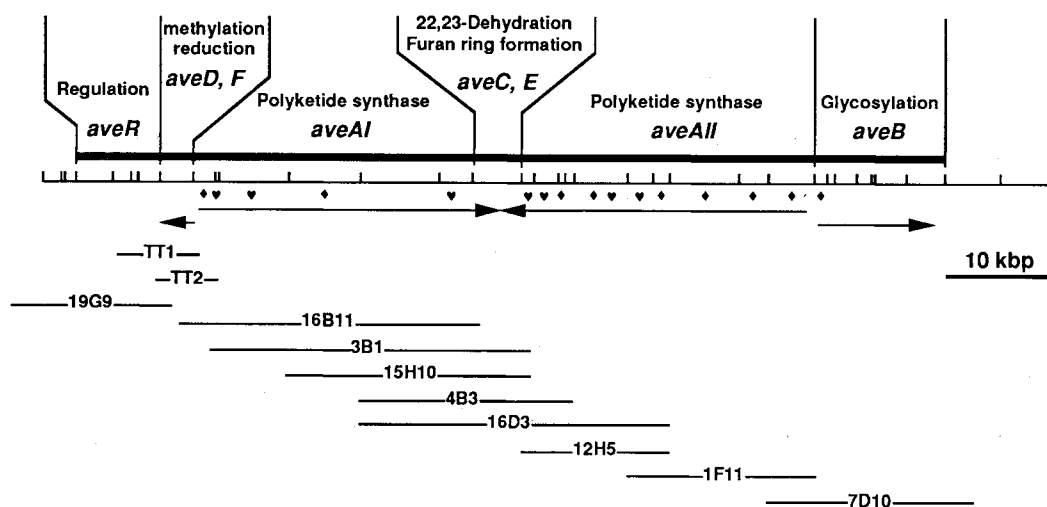 methylation
reduction
aveD, F
22,23-Dehydration
Furan ring formation
aveC, E
Regulation
aveR
Polyketide synthase
aveAI
Polyketide synthase
aveAII
Glycosylation
aveB
TT1
TT2
10 kbp
19G9
16B11
3B1
15H10
4B3
16D3
12H5
1F11
7D10